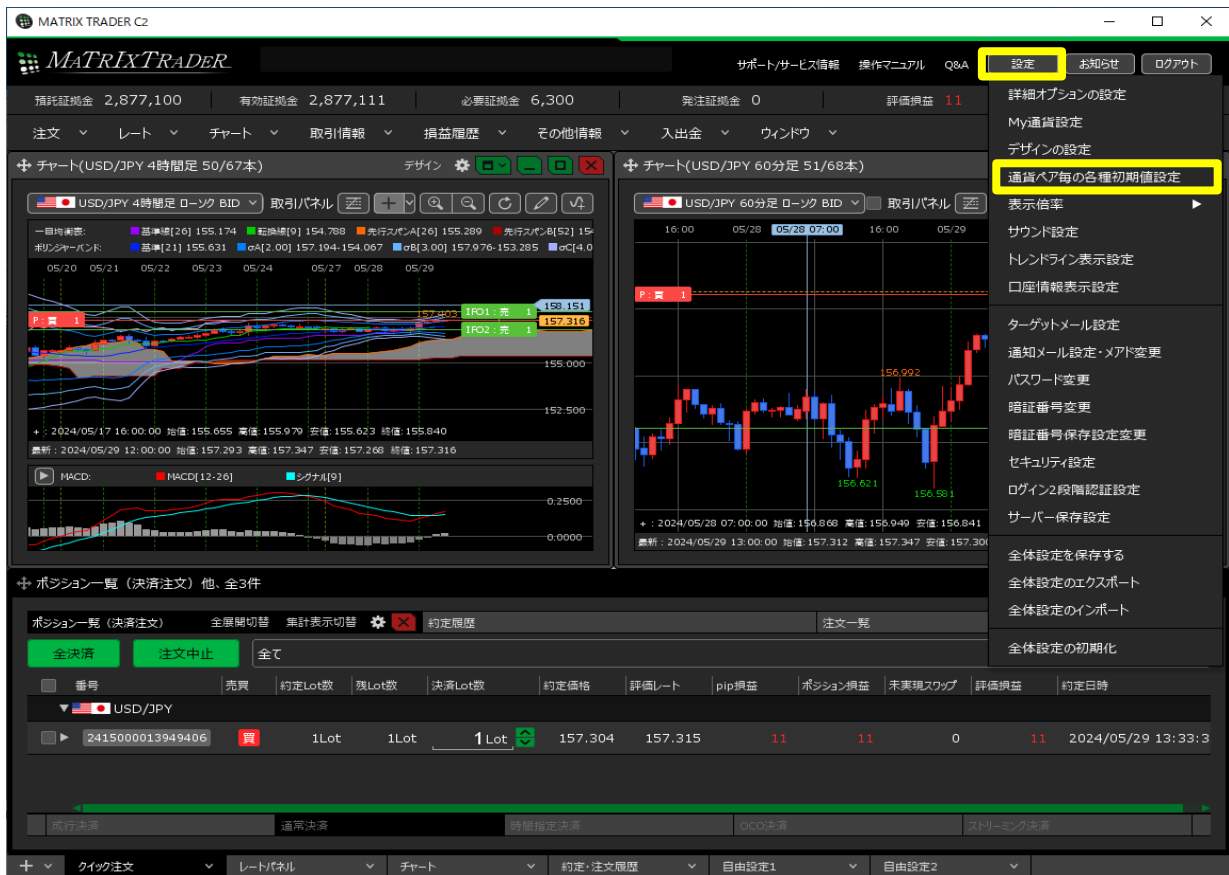 MATRIX TRADER C2
MATRIXTRADER
サポート/サービス情報 操作マニュアル Q&A 設定 お知らせ ログアウト
預託証拠金 2,877,100 有効証拠金 2,877,111 必要証拠金 6,300 発注証拠金 0 評価損益 11
注文 レート チャート 取引情報 損益履歴 その他情報 入出金 ウィンドウ
詳細オプションの設定
My通貨設定
デザインの設定
通貨ペア毎の各種初期値設定
表示倍率
サウンド設定
トレンドライン表示設定
口座情報表示設定
ターゲットメール設定
通知メール設定・メアド変更
パスワード変更
暗証番号変更
暗証番号保存設定変更
セキュリティ設定
ログイン2段階認証設定
サーバー保存設定
全体設定を保存する
全体設定のエクスポート
全体設定のインポート
全体設定の初期化
チャート(USD/JPY 4時間足 50/67本) デザイン
USD/JPY 4時間足 ローソク BID 取引パネル
一目均衡表: 基準線[26] 155.174 転換線[9] 154.788 先行スパンA[26] 155.289 先行スパンB[52] 154
ボリンジャーバンド: 基準[21] 155.631 σA[2.00] 157.194-154.067 σB[3.00] 157.976-153.285 σC[4.0
05/20 05/21 05/22 05/23 05/24 05/27 05/28 05/29
158.151
157.403 IFO1:売 1
P:買 1
157.316
IFO2:売 1
155.000
152.500
+:2024/05/17 16:00:00 始値:155.655 高値:155.979 安値:155.623 終値:155.840
最新:2024/05/29 12:00:00 始値:157.293 高値:157.347 安値:157.268 終値:157.316
MACD: MACD[12-26] シグナル[9]
0.2500
0.0000
チャート(USD/JPY 60分足 51/68本)
USD/JPY 60分足 ローソク BID 取引パネル
16:00 05/28 05/28 07:00 16:00 05/29
P:買 1
156.992
156.621
156.581
+:2024/05/28 07:00:00 始値:156.868 高値:156.949 安値:156.841
最新:2024/05/29 13:00:00 始値:157.312 高値:157.347 安値:157.300
ポジション一覧（決済注文）他、全3件
ポジション一覧（決済注文） 全展開切替 集計表示切替 約定履歴 注文一覧
全決済 注文中止 全て
番号 売買 約定Lot数 残Lot数 決済Lot数 約定価格 評価レート pip損益 ポジション損益 未実現スワップ 評価損益 約定日時
USD/JPY
2415000013949406 買 1Lot 1Lot 1 Lot 157.304 157.315 11 11 0 11 2024/05/29 13:33:3
成行決済 通常決済 時間指定決済 OCO決済 ストリーミング決済
クイック注文 レートパネル チャート 約定・注文履歴 自由設定1 自由設定2